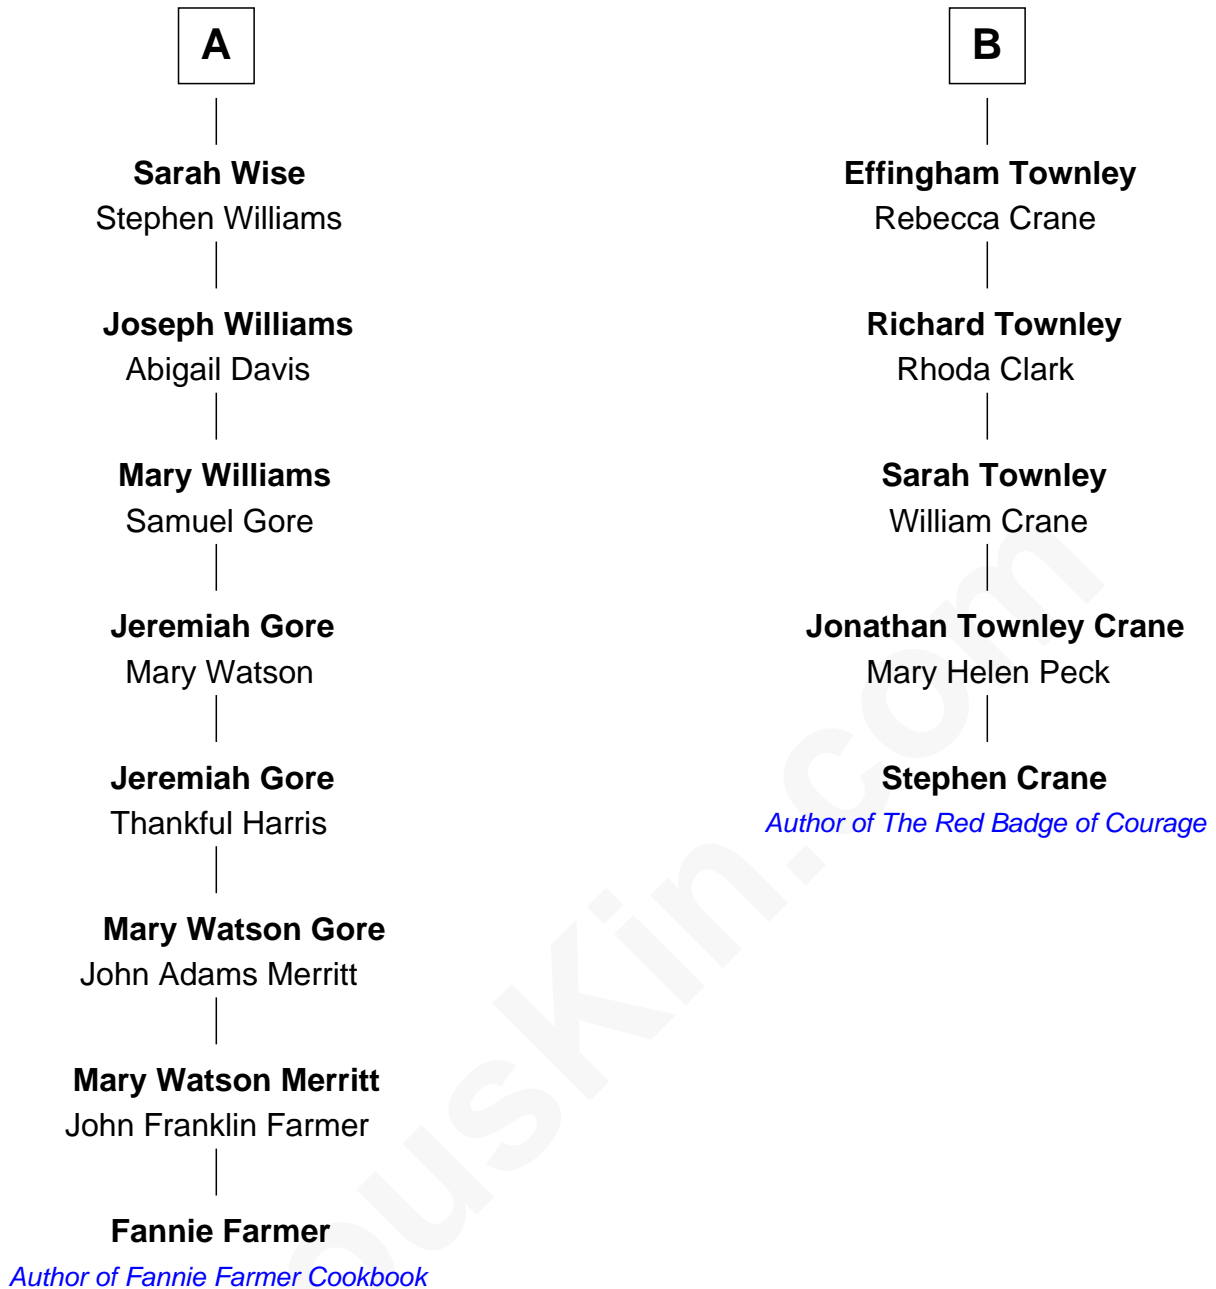 A
Sarah Wise
Stephen Williams
Joseph Williams
Abigail Davis
Mary Williams
Samuel Gore
Jeremiah Gore
Mary Watson
Jeremiah Gore
Thankful Harris
Mary Watson Gore
John Adams Merritt
Mary Watson Merritt
John Franklin Farmer
Fannie Farmer
Author of Fannie Farmer Cookbook
B
Effingham Townley
Rebecca Crane
Richard Townley
Rhoda Clark
Sarah Townley
William Crane
Jonathan Townley Crane
Mary Helen Peck
Stephen Crane
Author of The Red Badge of Courage
ousKin.com